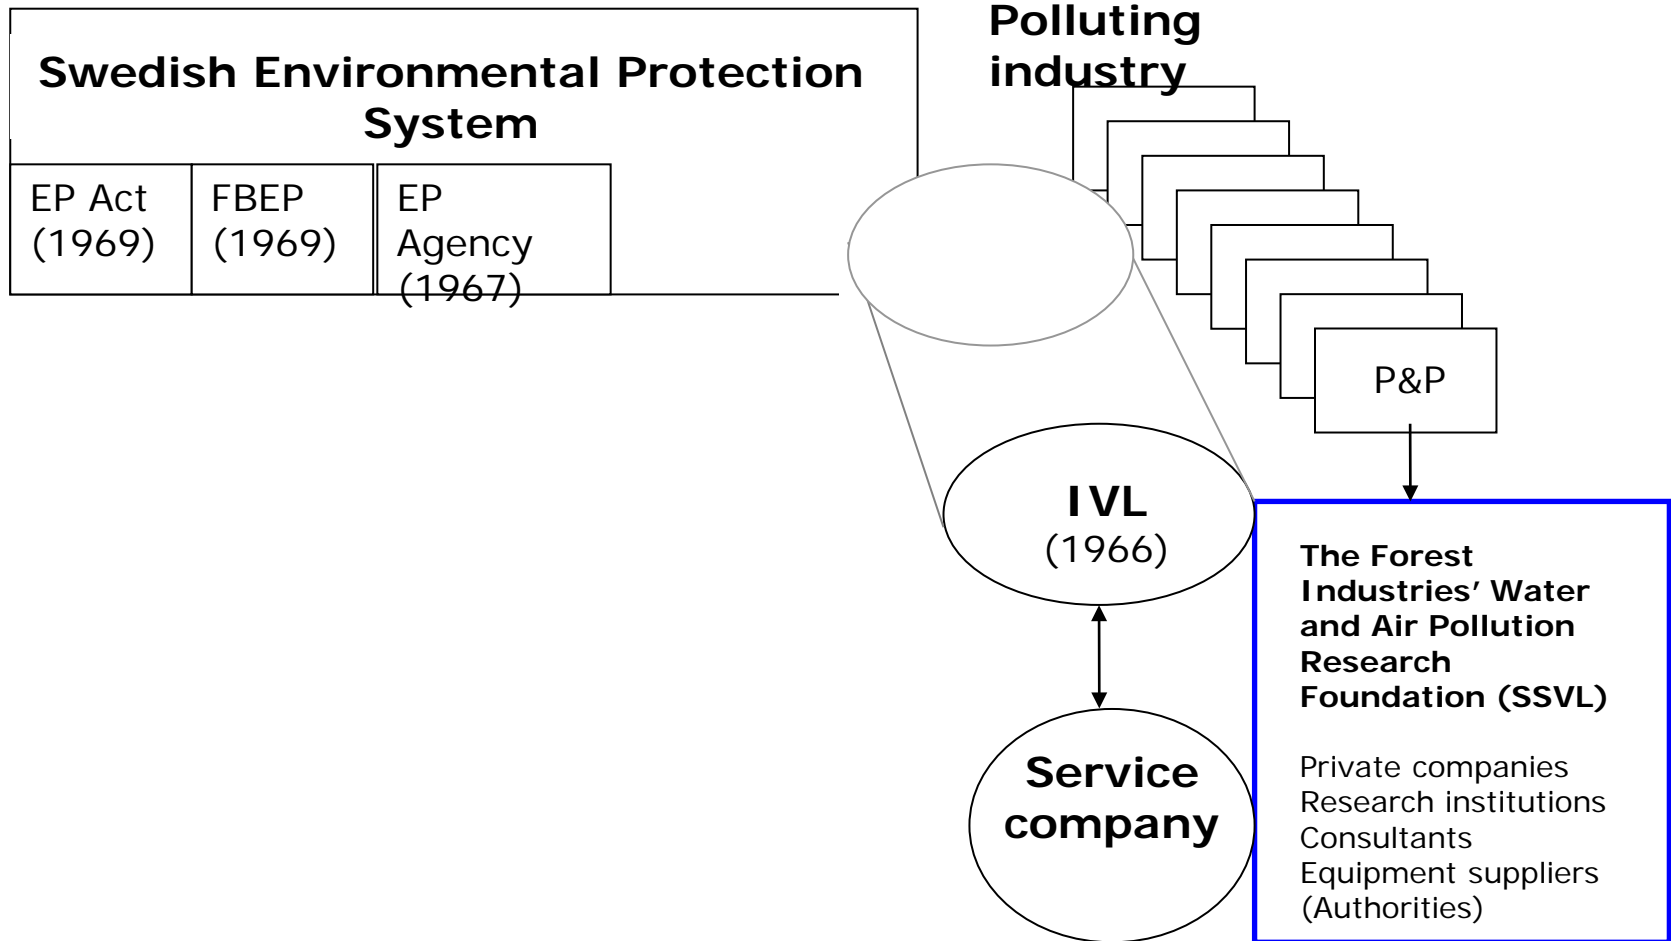 Swedish Environmental Protection
System
EP Act
(1969)
FBEP
(1969)
EP
Agency
(1967)
Polluting
industry
P&P
IVL
(1966)
Service
company
The Forest
Industries’ Water
and Air Pollution
Research
Foundation (SSVL)
Private companies
Research institutions
Consultants
Equipment suppliers
(Authorities)